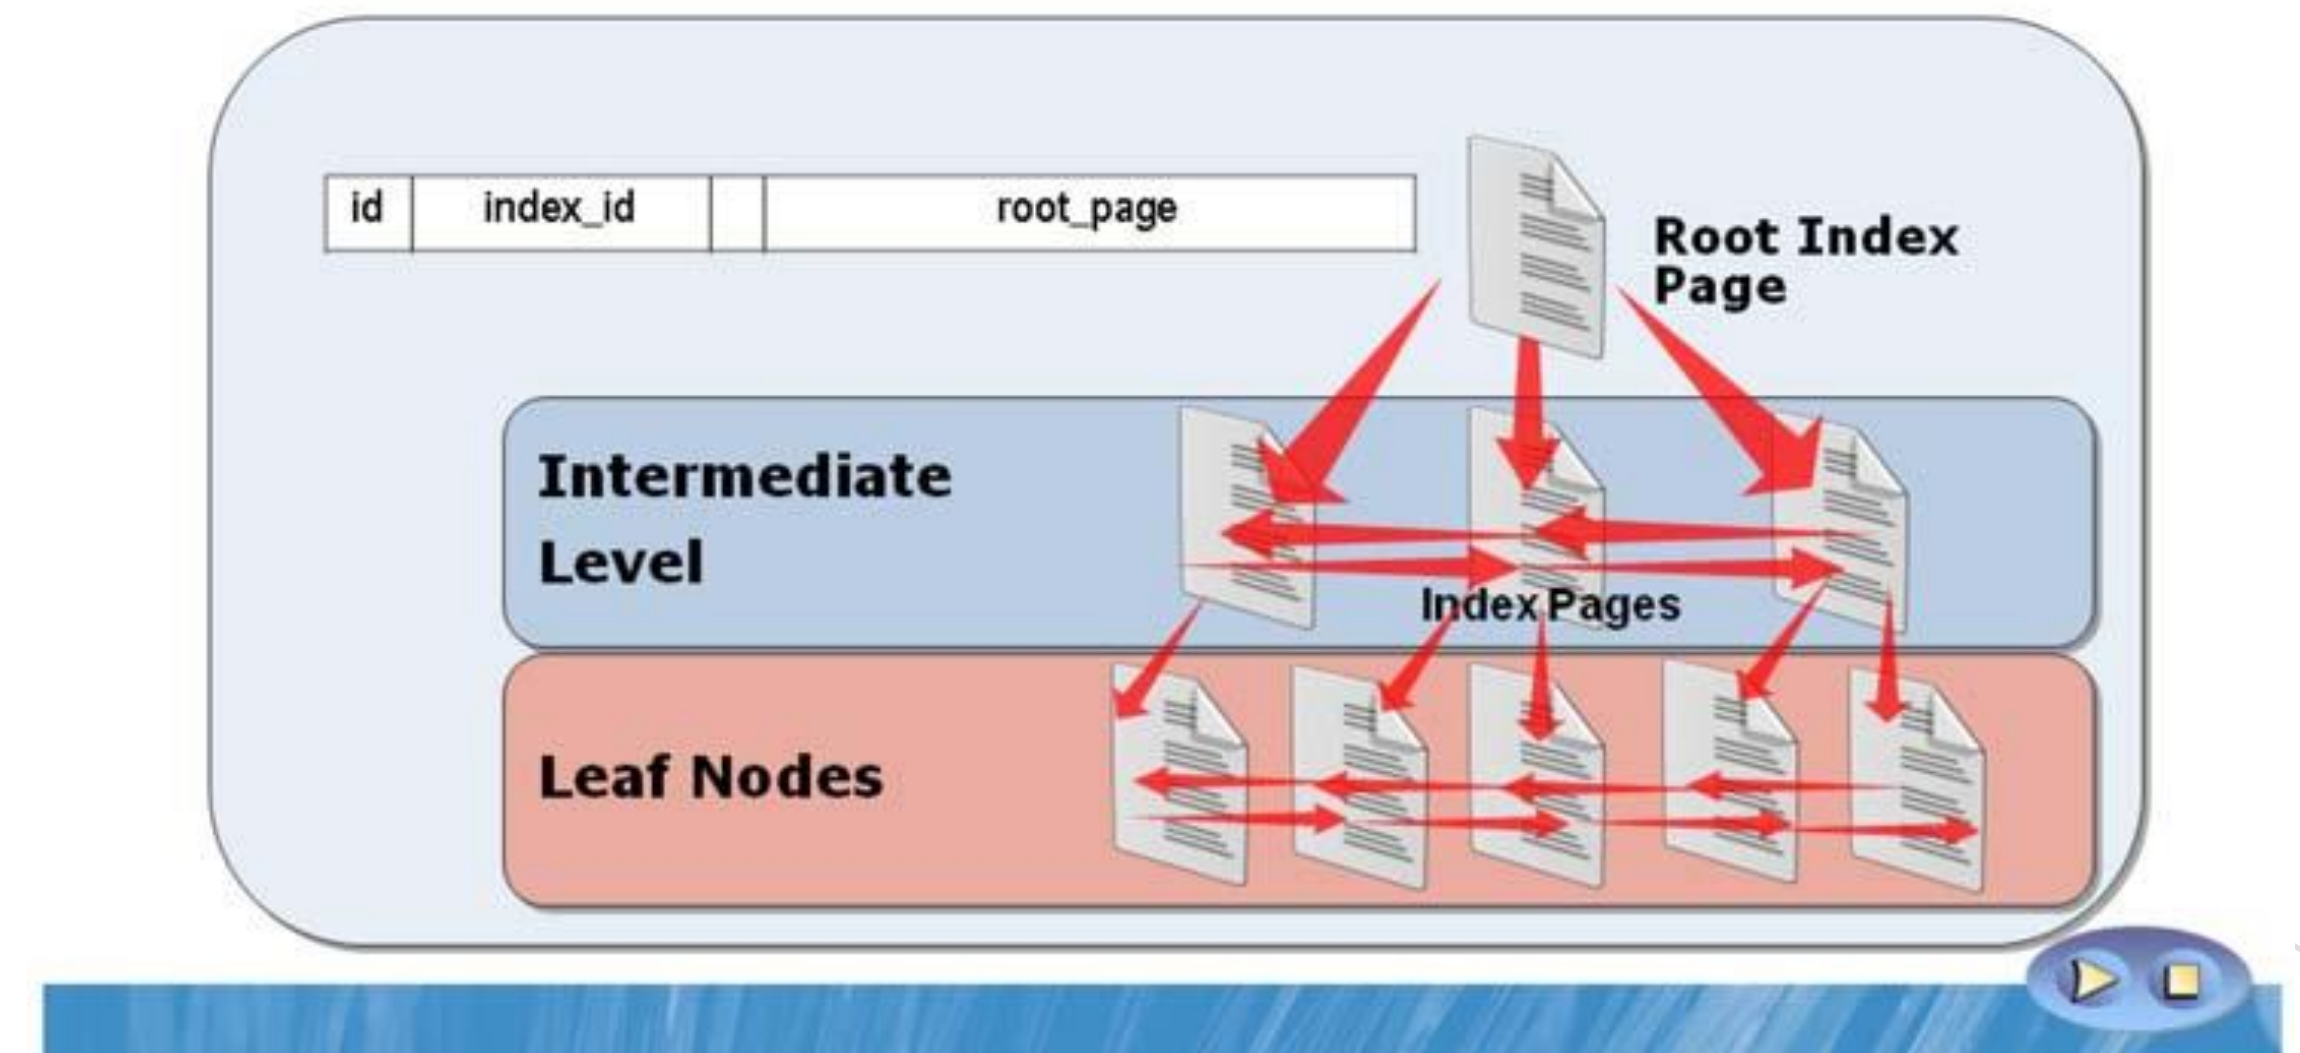 id index_id root_page
Root Index
Page
Intermediate
Level
Index Pages
Leaf Nodes